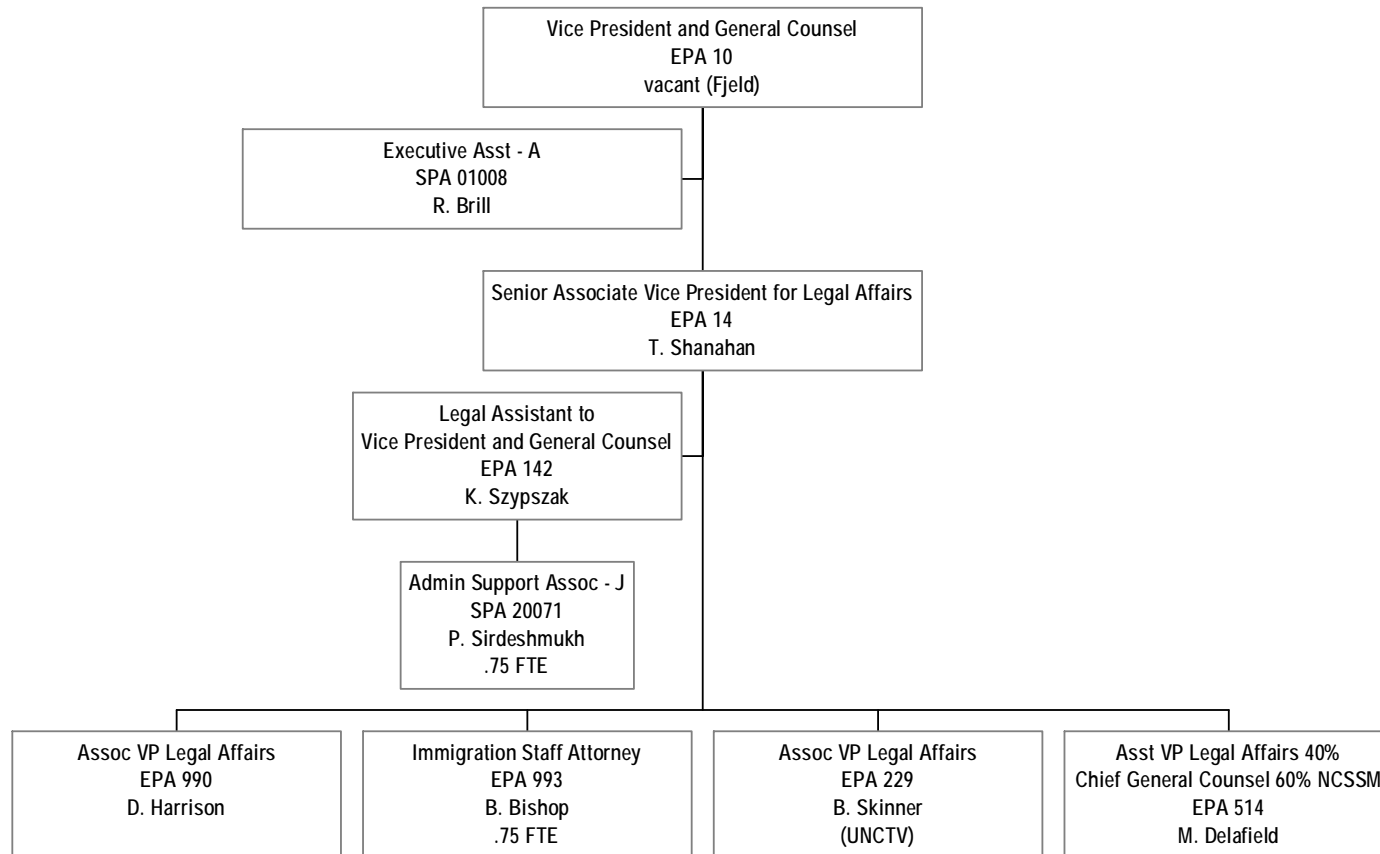 Vice President and General Counsel
EPA 10
vacant (Fjeld)
Executive Asst - A
SPA 01008
R. Brill
Senior Associate Vice President for Legal Affairs
EPA 14
T. Shanahan
Legal Assistant to
Vice President and General Counsel
EPA 142
K. Szypszak
Admin Support Assoc - J
SPA 20071
P. Sirdeshmukh
.75 FTE
Assoc VP Legal Affairs
EPA 990
D. Harrison
Immigration Staff Attorney
EPA 993
B. Bishop
.75 FTE
Assoc VP Legal Affairs
EPA 229
B. Skinner
(UNCTV)
Asst VP Legal Affairs 40%
Chief General Counsel 60% NCSSM
EPA 514
M. Delafield